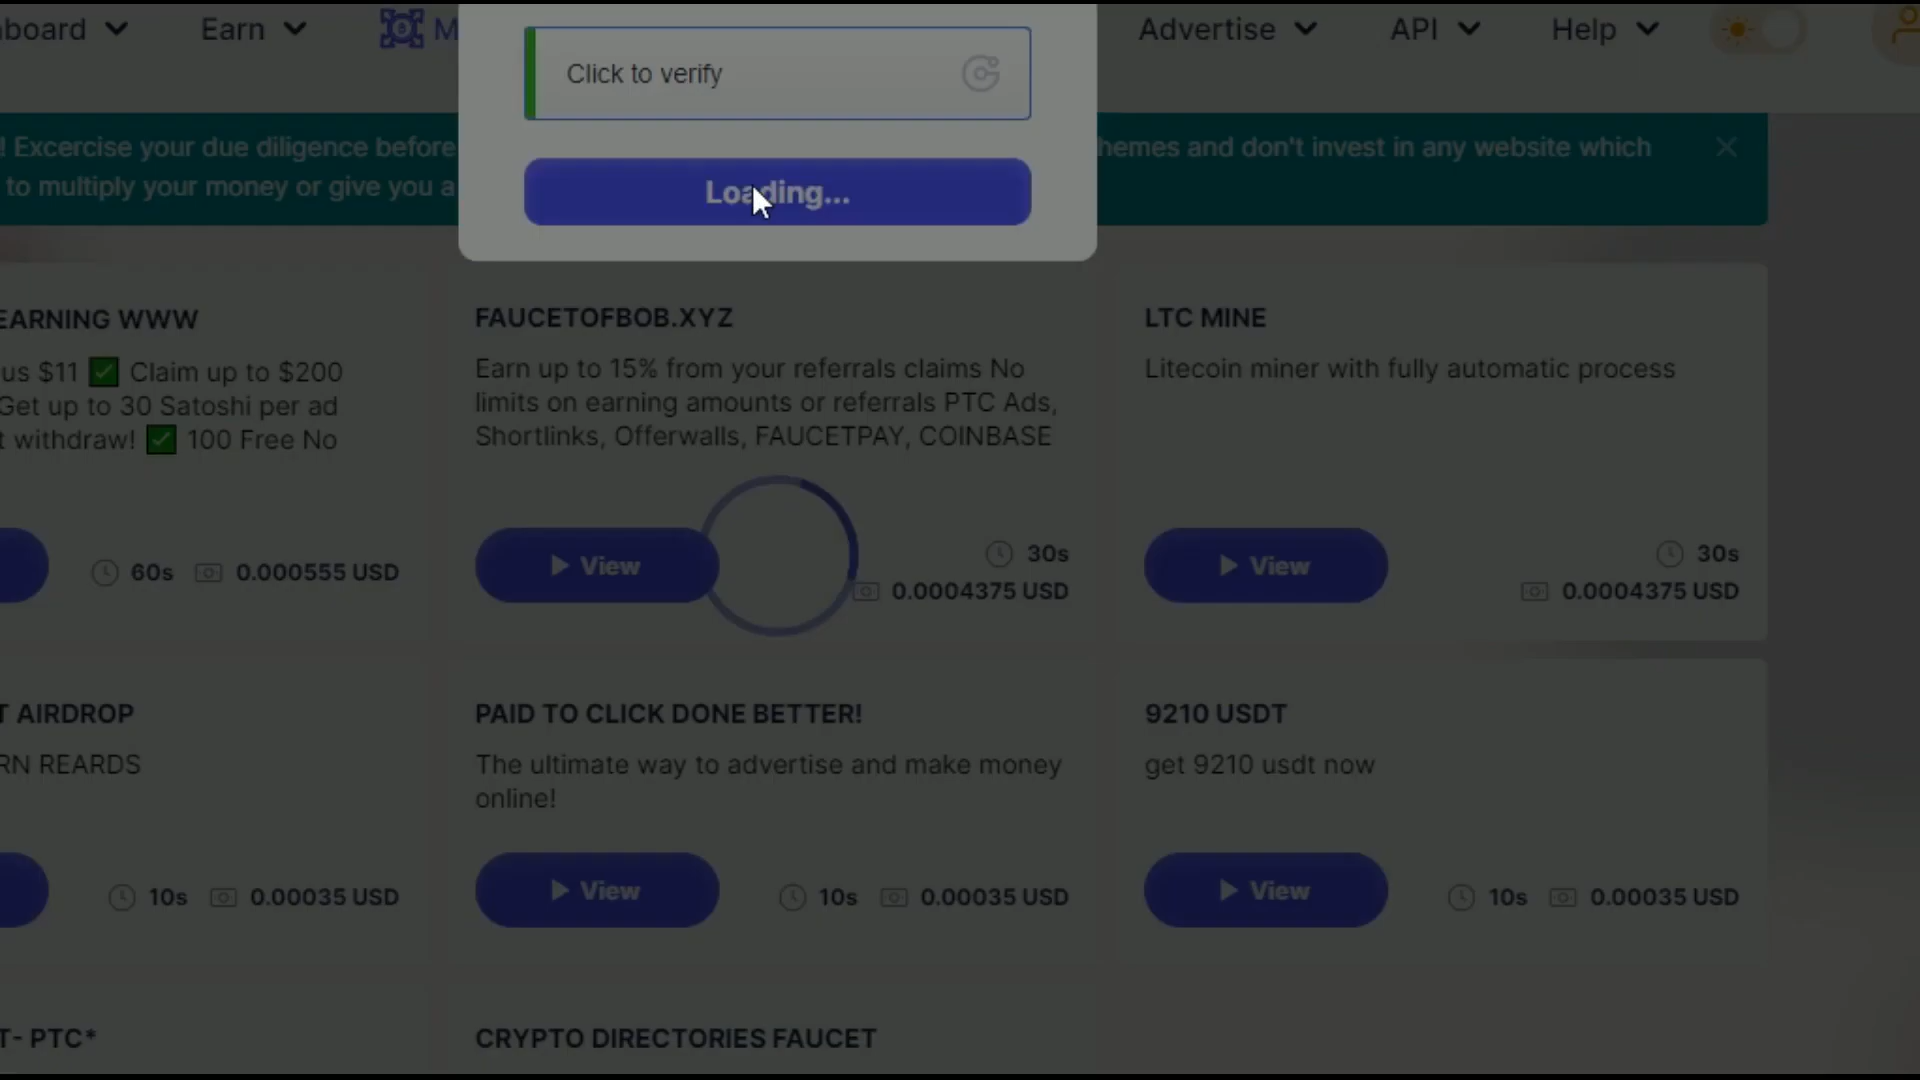 board
Earn
M
Advertise
API
Help
Click to verify
! Excercise your due diligence before
hemes and don't invest in any website which
to multiply your money or give you a
Loading...
EARNING WWW
us $11 ✅ Claim up to $200
Get up to 30 Satoshi per ad
t withdraw! ✅ 100 Free No
60s
0.000555 USD
FAUCETOFBOB.XYZ
Earn up to 15% from your referrals claims No
limits on earning amounts or referrals PTC Ads,
Shortlinks, Offerwalls, FAUCETPAY, COINBASE
View
30s
0.0004375 USD
LTC MINE
Litecoin miner with fully automatic process
View
30s
0.0004375 USD
T AIRDROP
RN REARDS
10s
0.00035 USD
PAID TO CLICK DONE BETTER!
The ultimate way to advertise and make money
online!
View
10s
0.00035 USD
9210 USDT
get 9210 usdt now
View
10s
0.00035 USD
T- PTC*
CRYPTO DIRECTORIES FAUCET